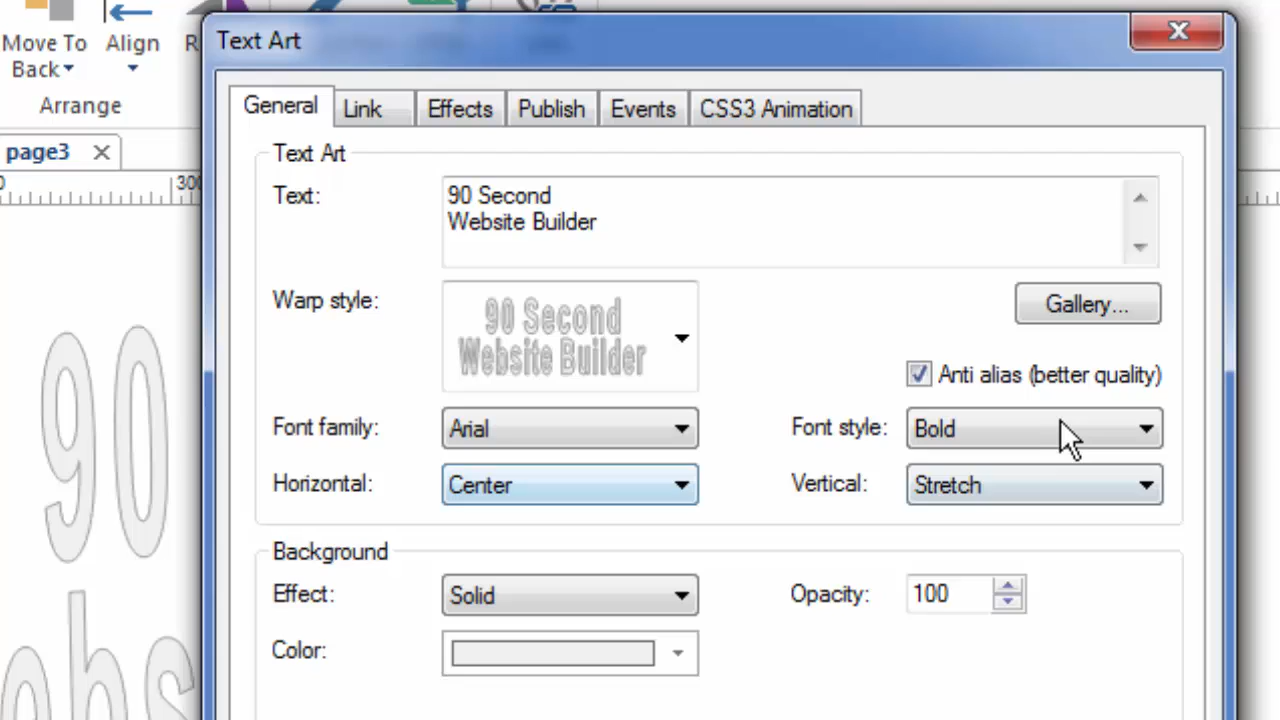 Move To
Back
Align
Arrange
page3
300
Text Art
General
Link
Effects
Publish
Events
CSS3 Animation
Text Art
Text:
90 Second
Website Builder
Warp style:
90 Second
Website Builder
Gallery...
Anti alias (better quality)
Font family:
Arial
Font style:
Bold
Horizontal:
Center
Vertical:
Stretch
Background
Effect:
Solid
Opacity:
100
Color:
90
ebs